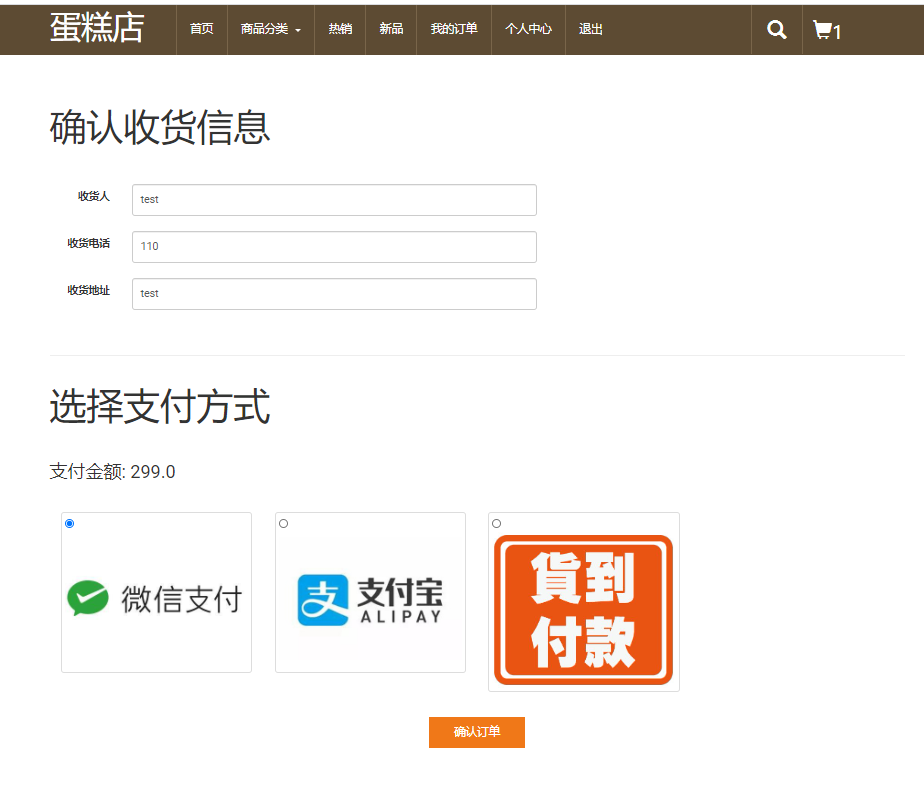 蛋糕店 首页 商品分类 热销 新品 我的订单 个人中心 退出 1
确认收货信息
收货人 test
收货电话 110
收货地址 test
选择支付方式
支付金额: 299.0
微信支付
支付宝
ALIPAY
貨到
付款
确认订单